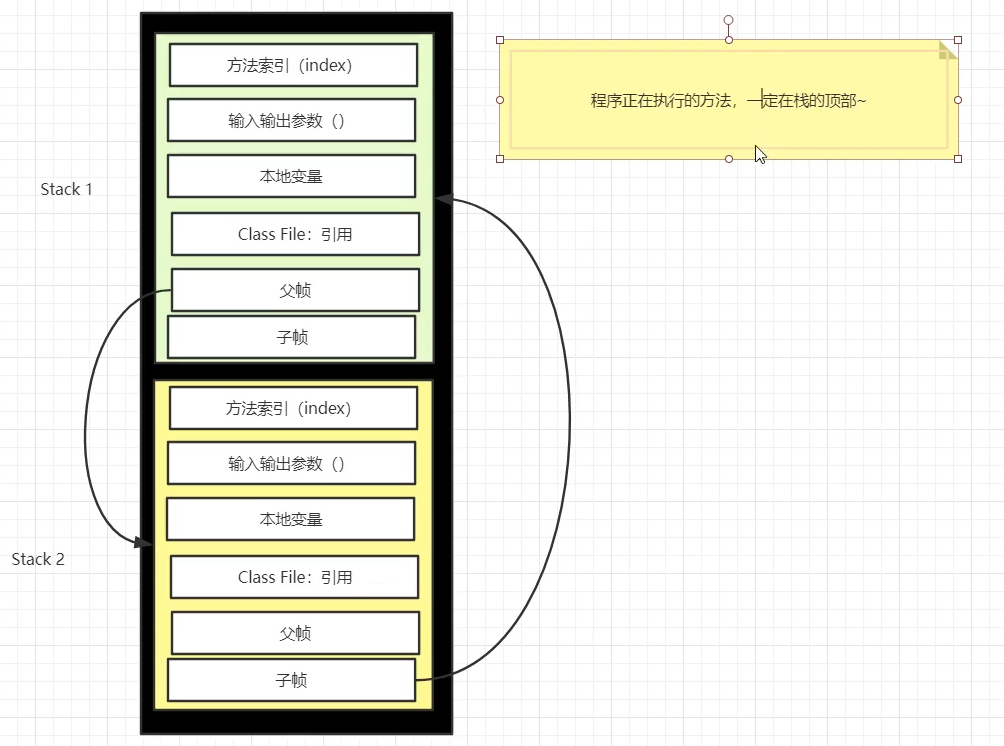 程序正在执行的方法，一定在栈的顶部~
Stack 1
方法索引（index）
输入输出参数（）
本地变量
Class File：引用
父帧
子帧
Stack 2
方法索引（index）
输入输出参数（）
本地变量
Class File：引用
父帧
子帧